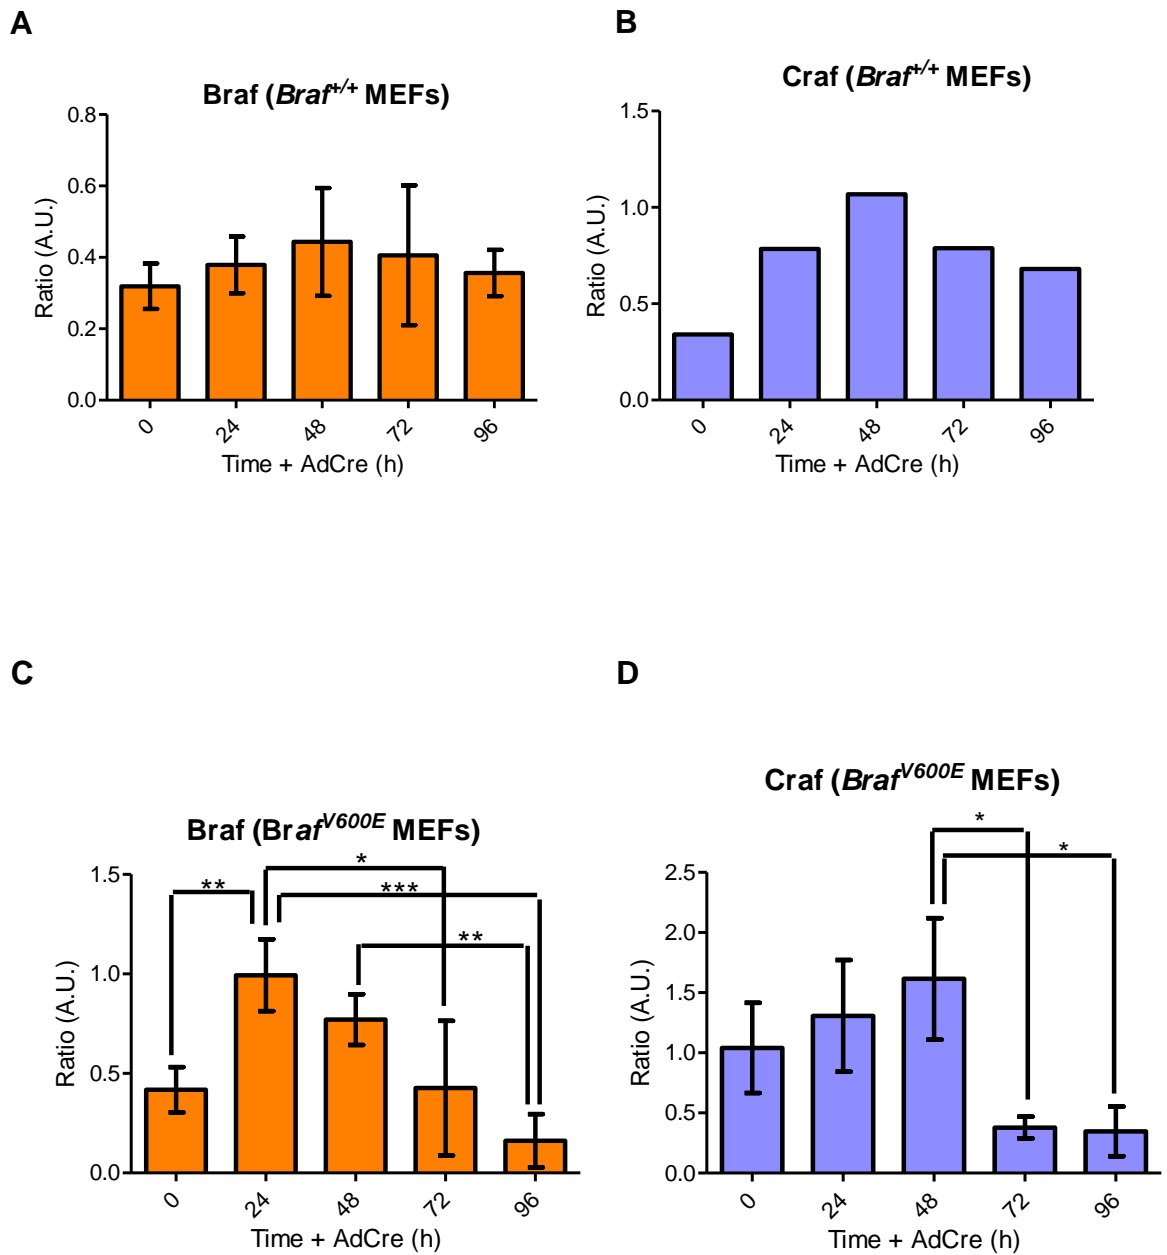 A
Braf (Braf+/+ MEFs)
Ratio (A.U.)
0.8
0.6
0.4
0.2
0.0
0 24 48 72 96
Time + AdCre (h)
B
Craf (Braf+/+ MEFs)
Ratio (A.U.)
1.5
1.0
0.5
0.0
0 24 48 72 96
Time + AdCre (h)
C
Braf (BrafV600E MEFs)
Ratio (A.U.)
1.5
1.0
0.5
0.0
**
*
***
**
0 24 48 72 96
Time + AdCre (h)
D
Craf (BrafV600E MEFs)
Ratio (A.U.)
2.5
2.0
1.5
1.0
0.5
0.0
*
*
0 24 48 72 96
Time + AdCre (h)